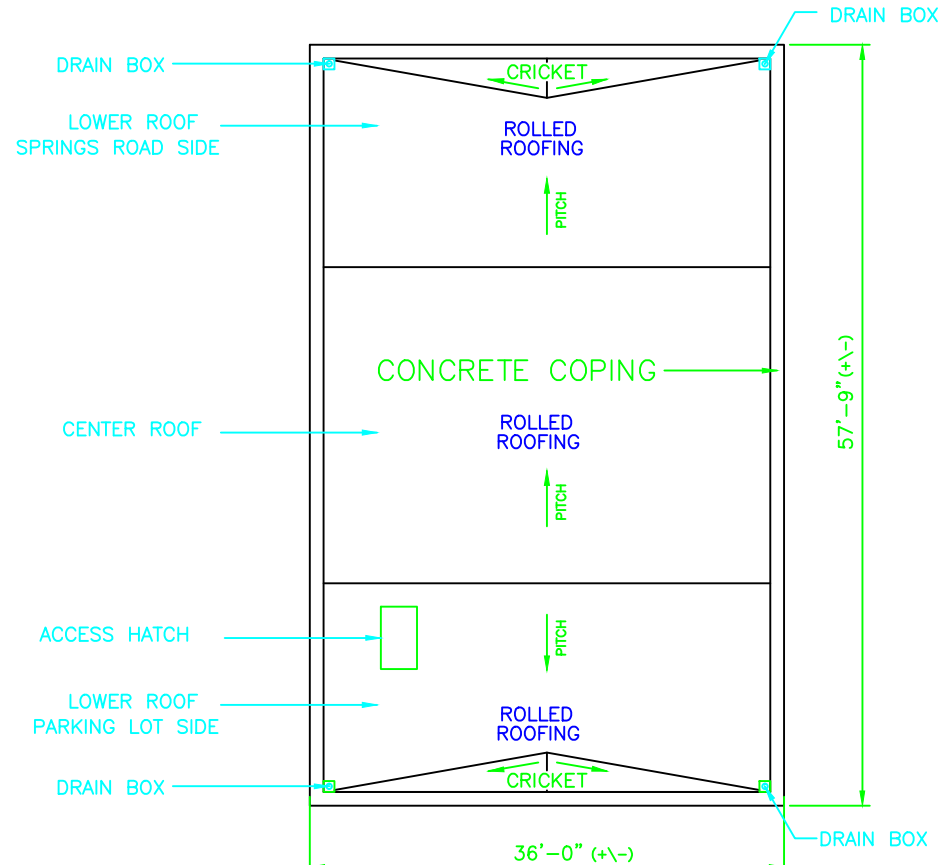 DRAIN BOX
DRAIN BOX
CRICKET
LOWER ROOF
SPRINGS ROAD SIDE
ROLLED
ROOFING
PITCH
CONCRETE COPING
57'-9" (+\-)
CENTER ROOF
ROLLED
ROOFING
PITCH
ACCESS HATCH
PITCH
LOWER ROOF
PARKING LOT SIDE
ROLLED
ROOFING
CRICKET
DRAIN BOX
DRAIN BOX
36'-0" (+\-)